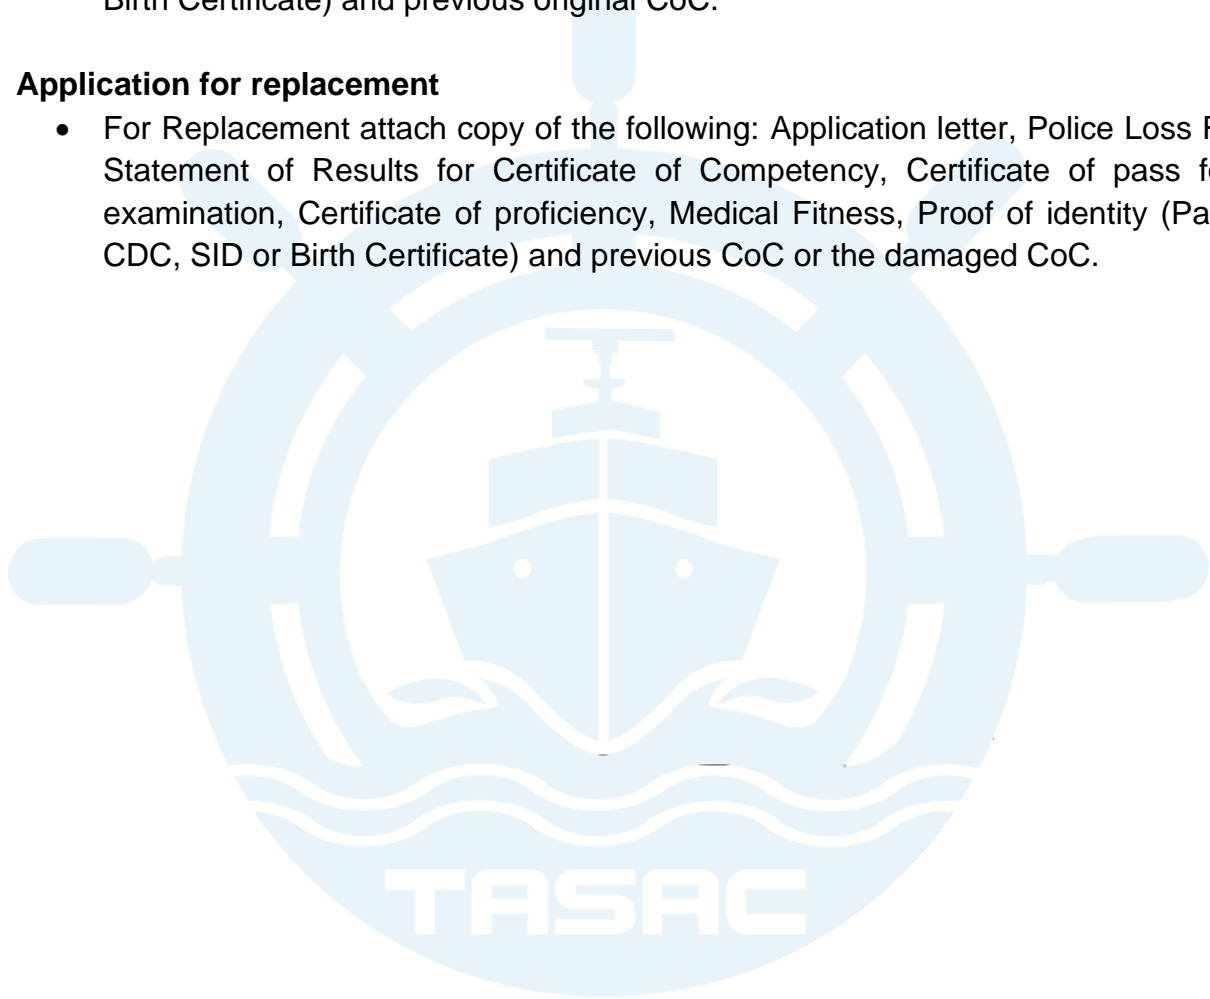 Birth Certificate) and previous original CoC.
Application for replacement
• For Replacement attach copy of the following: Application letter, Police Loss
Statement of Results for Certificate of Competency, Certificate of pass
examination, Certificate of proficiency, Medical Fitness, Proof of identity
CDC, SID or Birth Certificate) and previous CoC or the damaged CoC.
TASAC